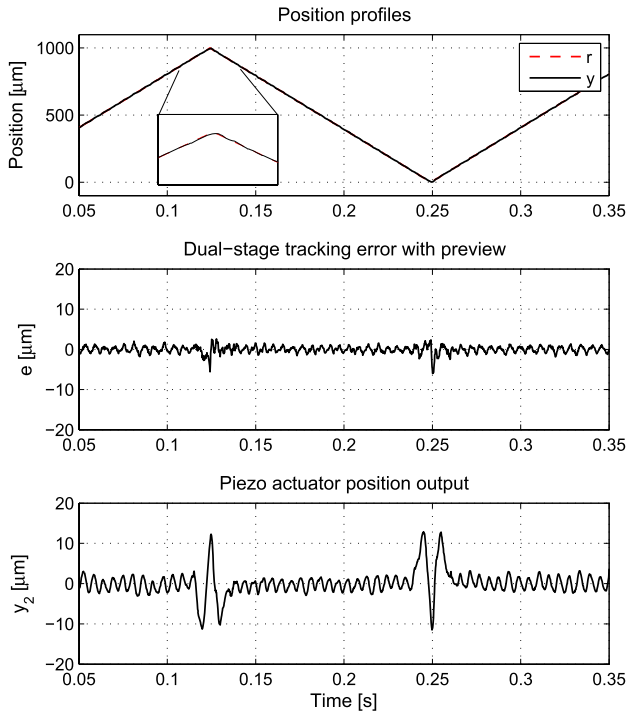 Position profiles
Position [μm]
1000
500
0
r
y
0.05 0.1 0.15 0.2 0.25 0.3 0.35
Dual−stage tracking error with preview
e [μm]
20
10
0
−10
−20
0.05 0.1 0.15 0.2 0.25 0.3 0.35
Piezo actuator position output
y2 [μm]
20
10
0
−10
−20
0.05 0.1 0.15 0.2 0.25 0.3 0.35
Time [s]